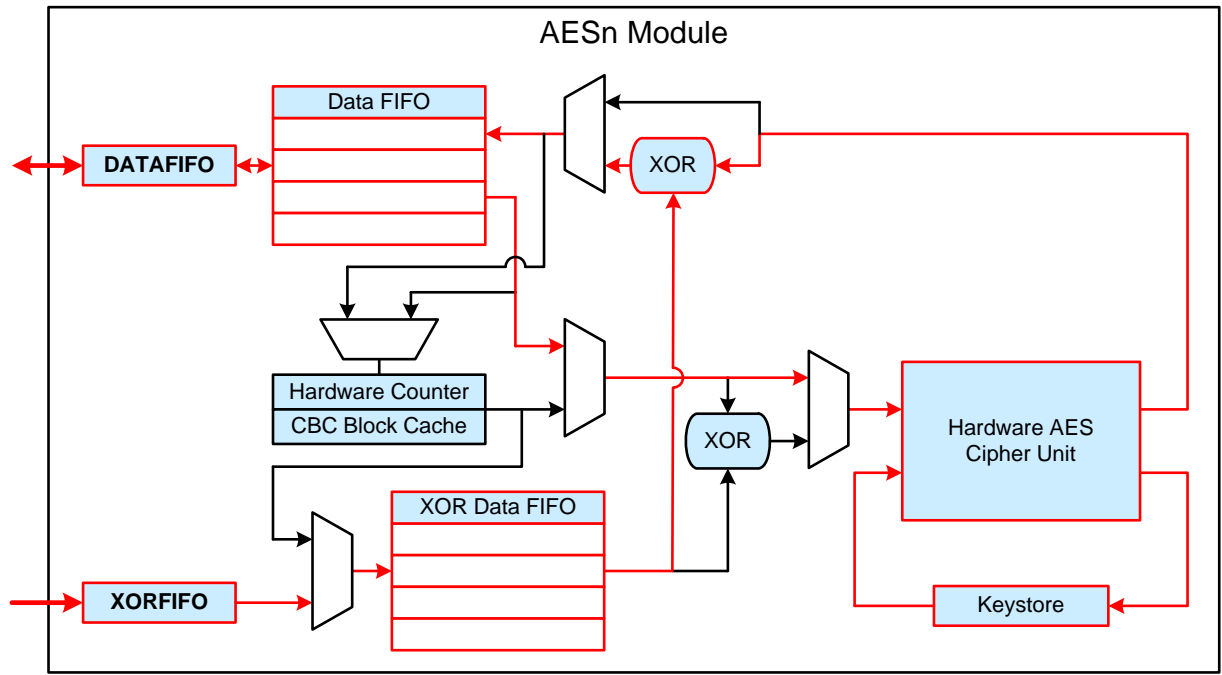 AESn Module
Data FIFO
DATAFIFO
XOR
Hardware Counter
CBC Block Cache
XOR
Hardware AES
Cipher Unit
XOR Data FIFO
XORFIFO
Keystore